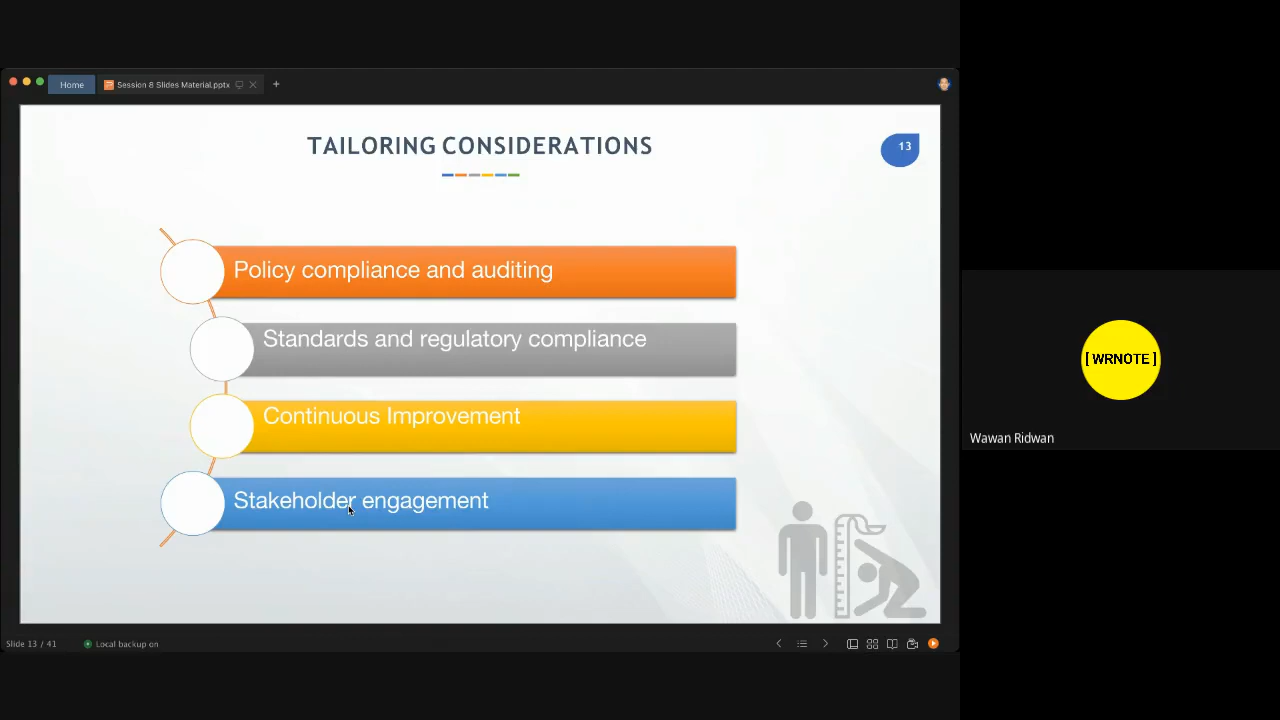 Home
Session 8 Slides Material.pptx
TAILORING CONSIDERATIONS
13
Policy compliance and auditing
Standards and regulatory compliance
Continuous Improvement
Stakeholder engagement
[ WRNOTE ]
Wawan Ridwan
Slide 13 / 41
Local backup on